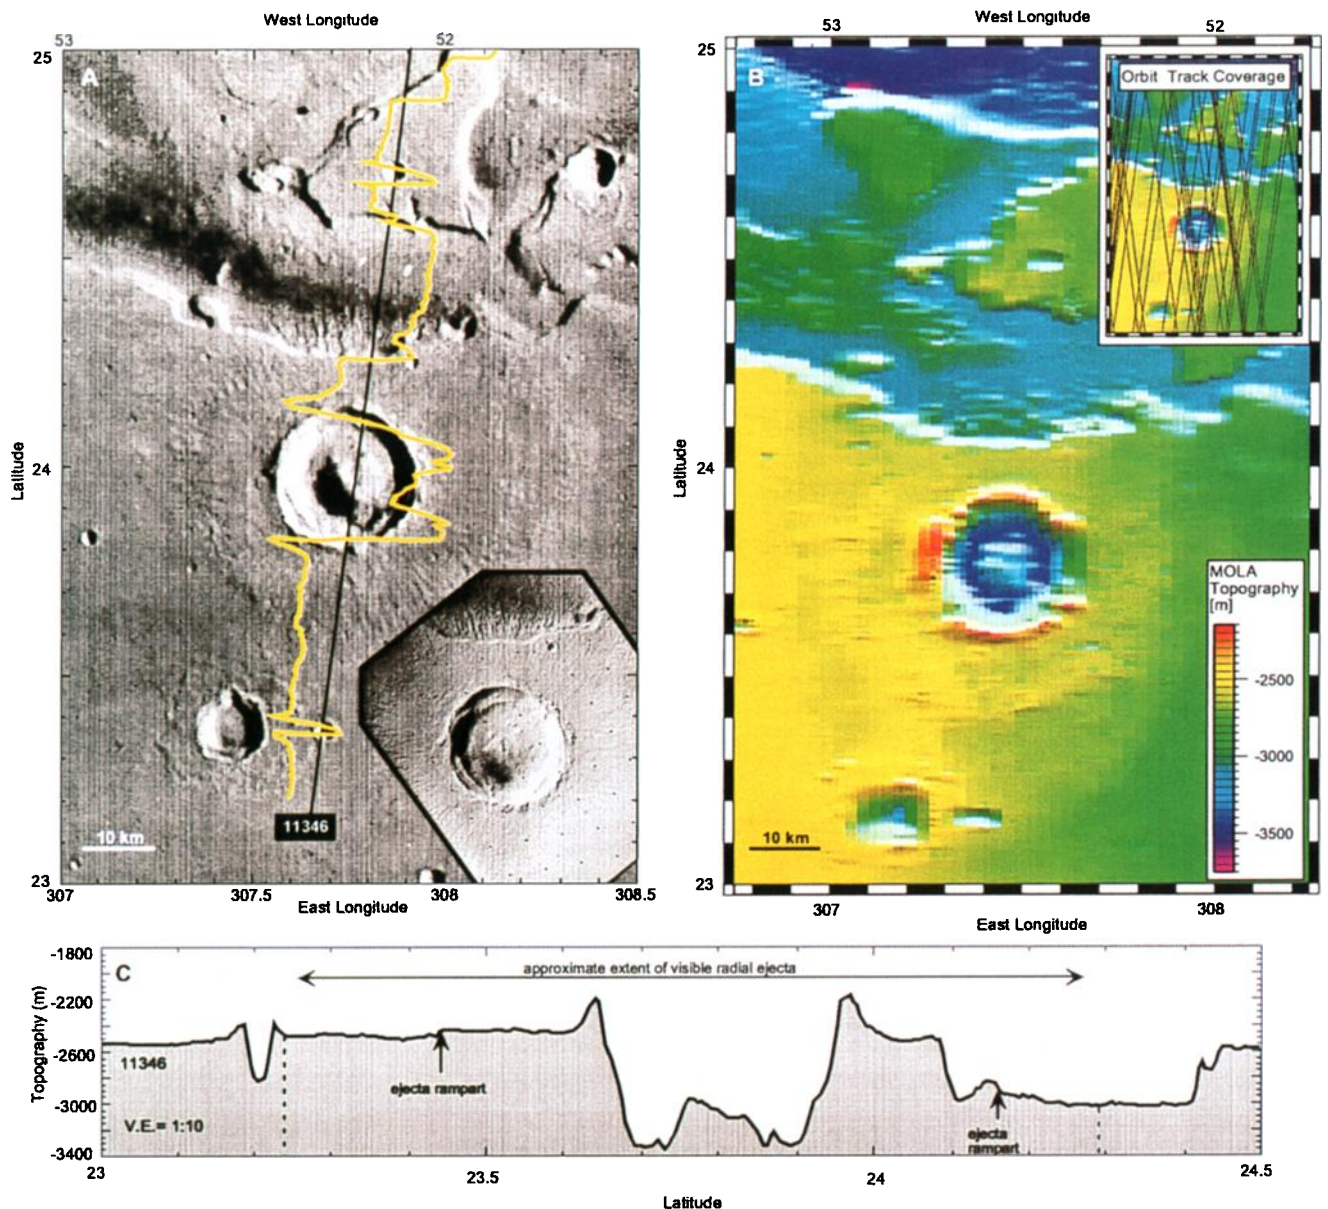 West Longitude
53
52
25
A
24
Latitude
11346
10 km
23
307
307.5
308
308.5
East Longitude
West Longitude
53
52
25
B
Orbit Track Coverage
24
Latitude
MOLA
Topography
[m]
-2500
-3000
-3500
10 km
23
307
308
East Longitude
-1800
C
approximate extent of visible radial ejecta
-2200
Topography (m)
-2600
11346
ejecta rampart
-3000
V.E.= 1:10
ejecta
rampart
-3400
23
23.5
24
24.5
Latitude